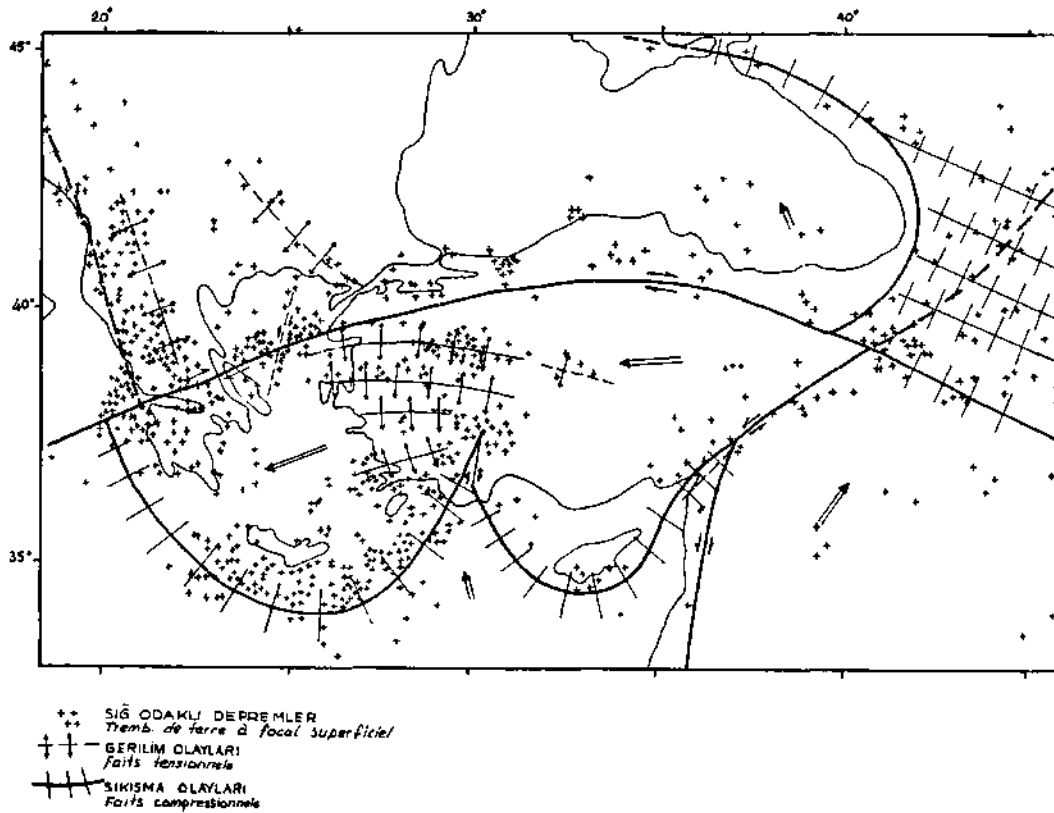 20° 30° 40°
45°
40°
35°
SIĞ ODAKLI DEPREMLER
Tremb. de terre à focal superficiel
GERİLİM OLAYLARI
Faits tensionnels
SIKISMA OLAYLARI
Faits compressionnels